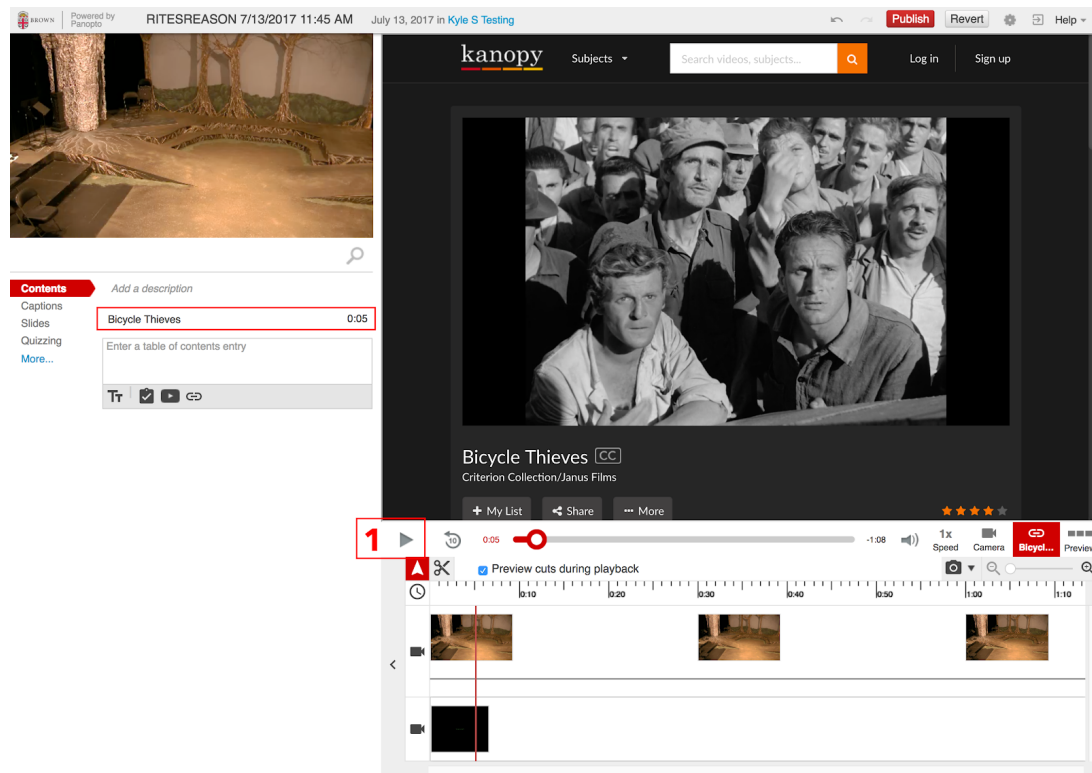 BROWN
Powered by
Panopto
RITESREASON 7/13/2017 11:45 AM
July 13, 2017 in Kyle S Testing
Publish
Revert
Help
kanopy
Subjects
Search videos, subjects...
Log in
Sign up
Contents
Captions
Slides
Quizzing
More...
Add a description
Bicycle Thieves 0:05
Enter a table of contents entry
Tт
Bicycle Thieves CC
Criterion Collection/Janus Films
+ My List
Share
··· More
1
10
0:05
-1:08
1x
Speed
Camera
Bicycl...
Preview
Preview cuts during playback
0:10 0:20 0:30 0:40 0:50 1:00 1:10